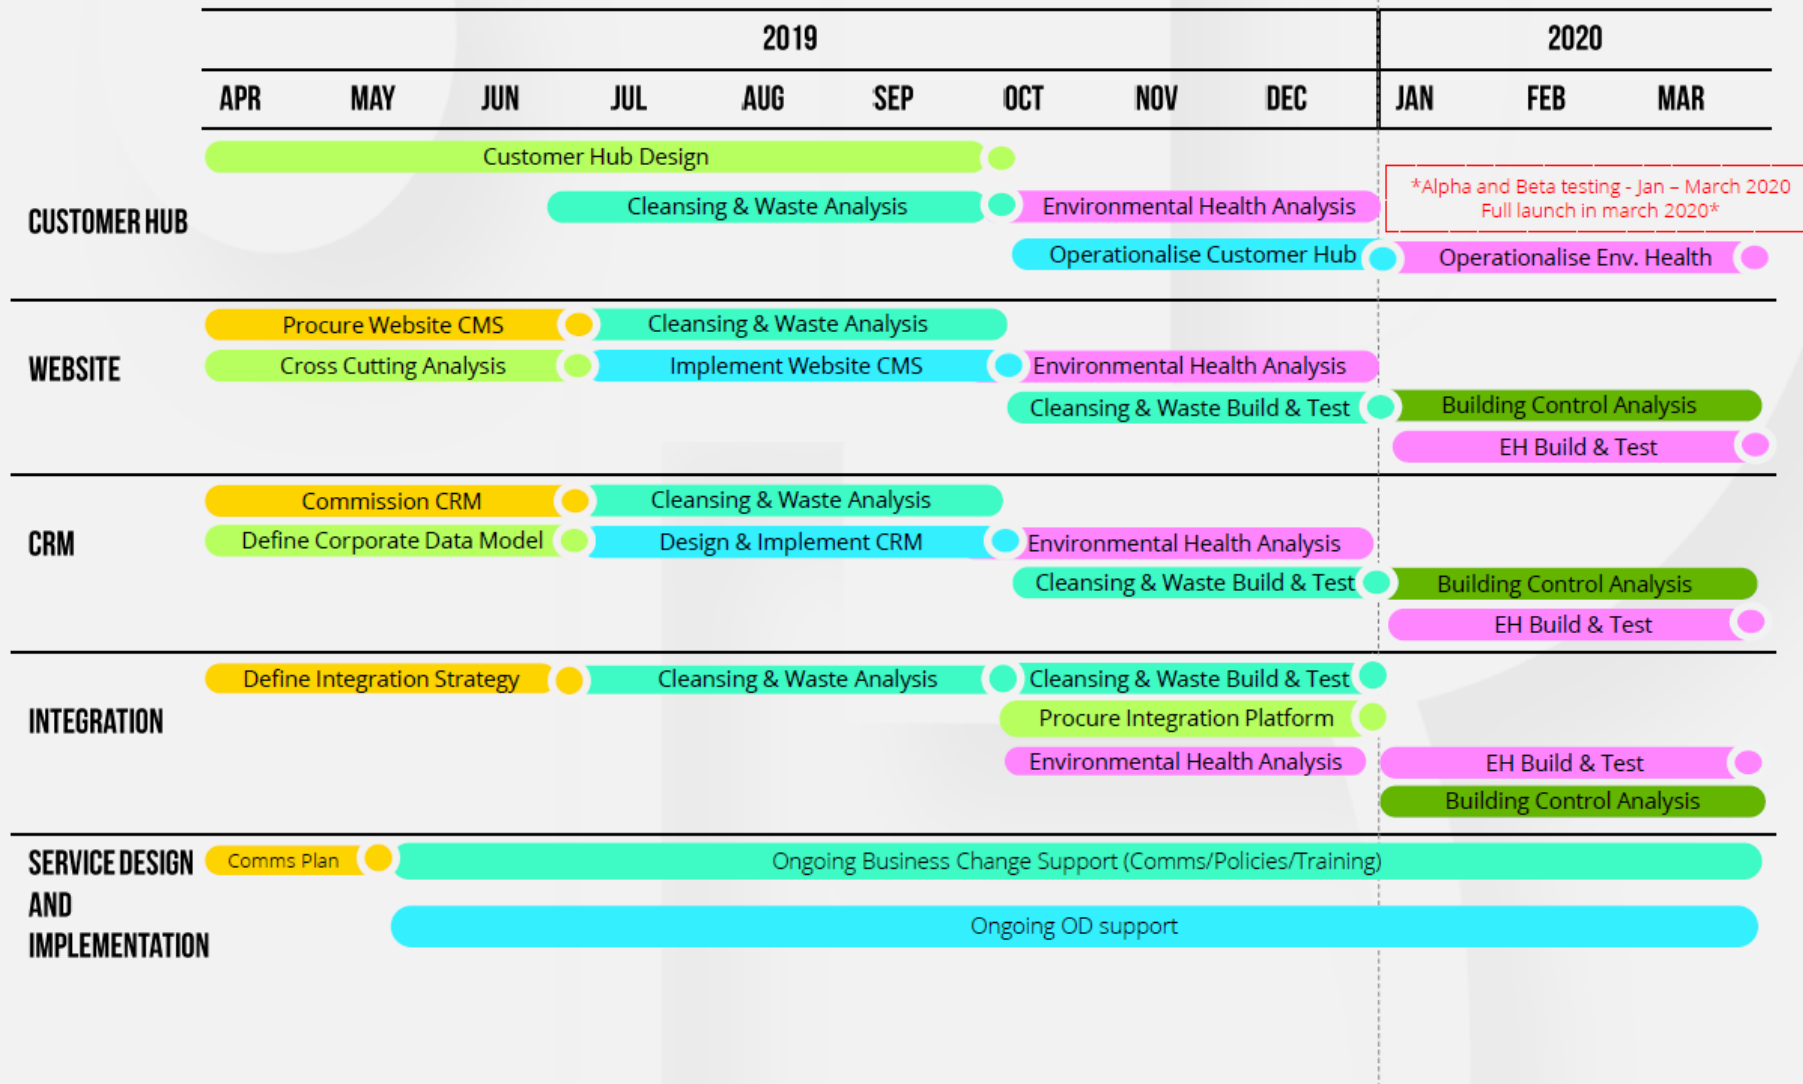 2019 2020
APR MAY JUN JUL AUG SEP OCT NOV DEC JAN FEB MAR
CUSTOMER HUB
Customer Hub Design
Cleansing & Waste Analysis Environmental Health Analysis
*Alpha and Beta testing - Jan – March 2020
Full launch in march 2020*
Operationalise Customer Hub Operationalise Env. Health
WEBSITE
Procure Website CMS Cleansing & Waste Analysis
Cross Cutting Analysis Implement Website CMS Environmental Health Analysis
Cleansing & Waste Build & Test Building Control Analysis
EH Build & Test
CRM
Commission CRM Cleansing & Waste Analysis
Define Corporate Data Model Design & Implement CRM Environmental Health Analysis
Cleansing & Waste Build & Test Building Control Analysis
EH Build & Test
INTEGRATION
Define Integration Strategy Cleansing & Waste Analysis Cleansing & Waste Build & Test
Procure Integration Platform
Environmental Health Analysis EH Build & Test
Building Control Analysis
SERVICE DESIGN
AND
IMPLEMENTATION
Comms Plan Ongoing Business Change Support (Comms/Policies/Training)
Ongoing OD support